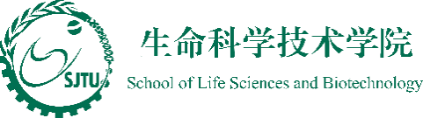 SJTU
生命科学技术学院
School of Life Sciences and Biotechnology